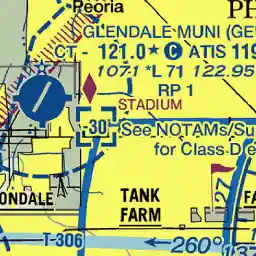 Peoria
PH
GLENDALE MUNI (GE
CT - 121.0 ★ C ATIS 119
1071 *L 71 122.95
RP 1
STADIUM
-30
See NOTAMs/Su
for Class D e
ONDALE
TANK
FARM
27
FA
T-306
260°